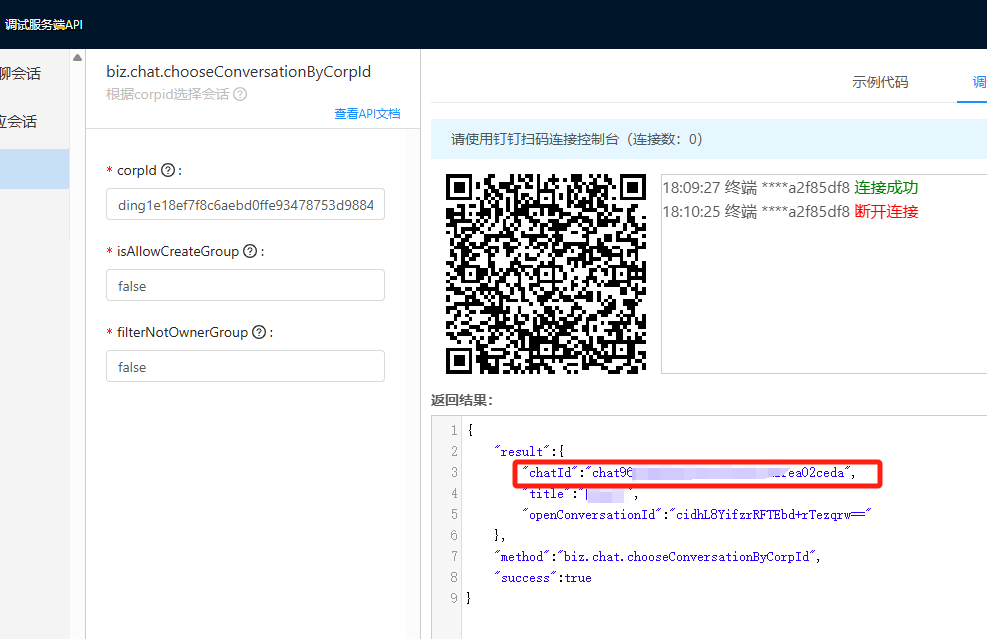 调试服务端API
聊会话
应会话
biz.chat.chooseConversationByCorpId
根据corpid选择会话
查看API文档
* corpId :
ding1e18ef7f8c6aebd0ffe93478753d9884
* isAllowCreateGroup :
false
* filterNotOwnerGroup :
false
示例代码
调
请使用钉钉扫码连接控制台（连接数：0）
18:09:27 终端 ****a2f85df8 连接成功
18:10:25 终端 ****a2f85df8 断开连接
返回结果：
1 {
2 "result":{
3 "chatId":"chat96 ea02ceda",
4 "title":" ",
5 "openConversationId":"cidhL8YifzrRFTEbd+rTezqrw=="
6 },
7 "method":"biz.chat.chooseConversationByCorpId",
8 "success":true
9 }